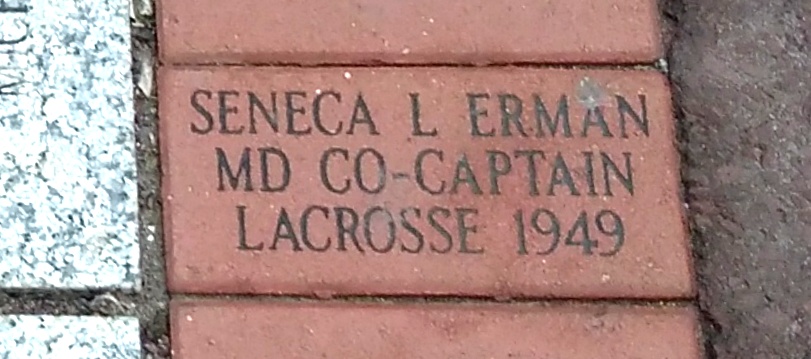 SENECA L ERMAN
MD CO-CAPTAIN
LACROSSE 1949